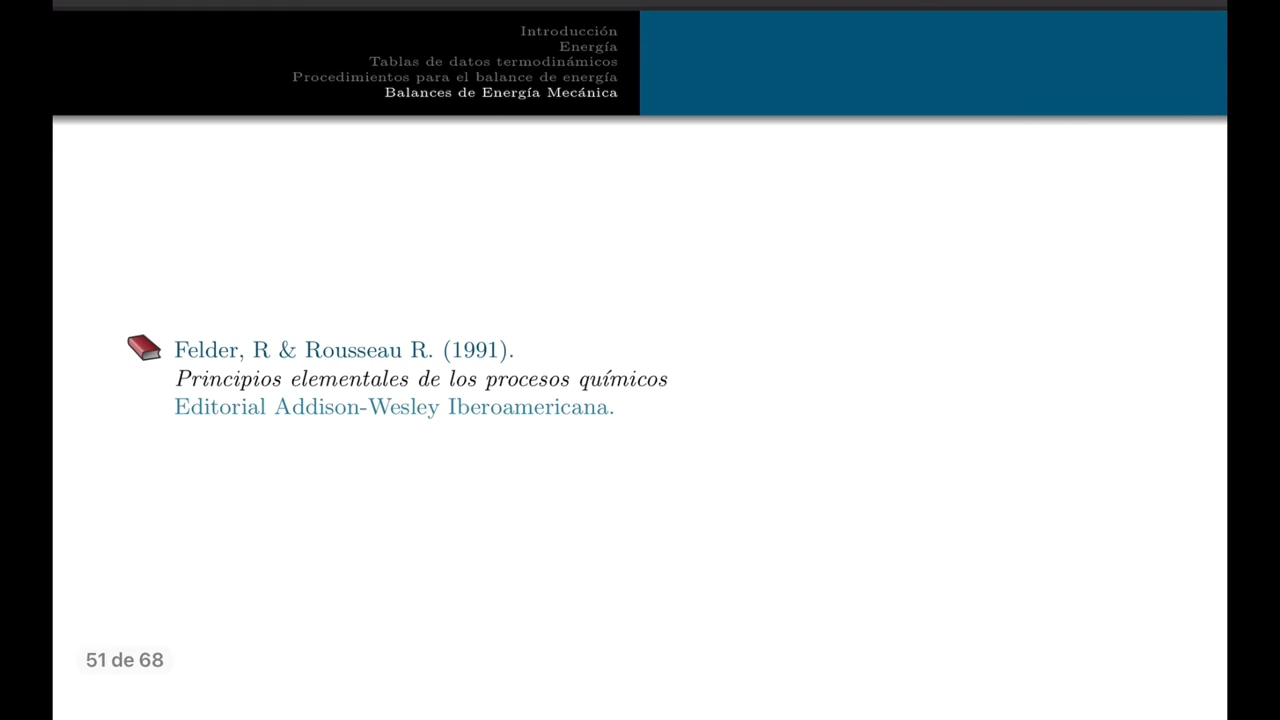 Introducción
Energía
Tablas de datos termodinámicos
Procedimientos para el balance de energía
Balances de Energía Mecánica
Felder, R & Rousseau R. (1991).
Principios elementales de los procesos químicos
Editorial Addison-Wesley Iberoamericana.
51 de 68